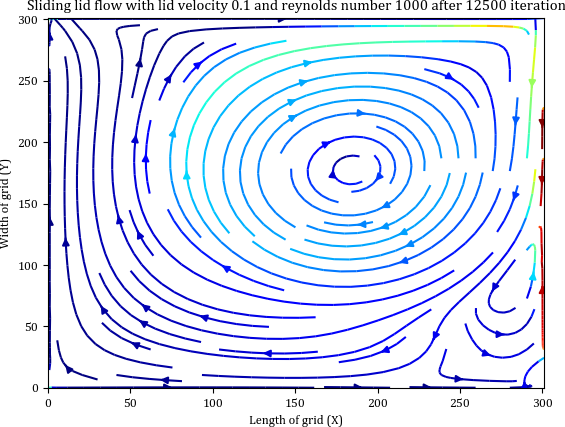 Sliding lid flow with lid velocity 0.1 and reynolds number 1000 after 12500 iteration
300
250
200
150
100
50
0
Width of grid (Y)
0 50 100 150 200 250 300
Length of grid (X)